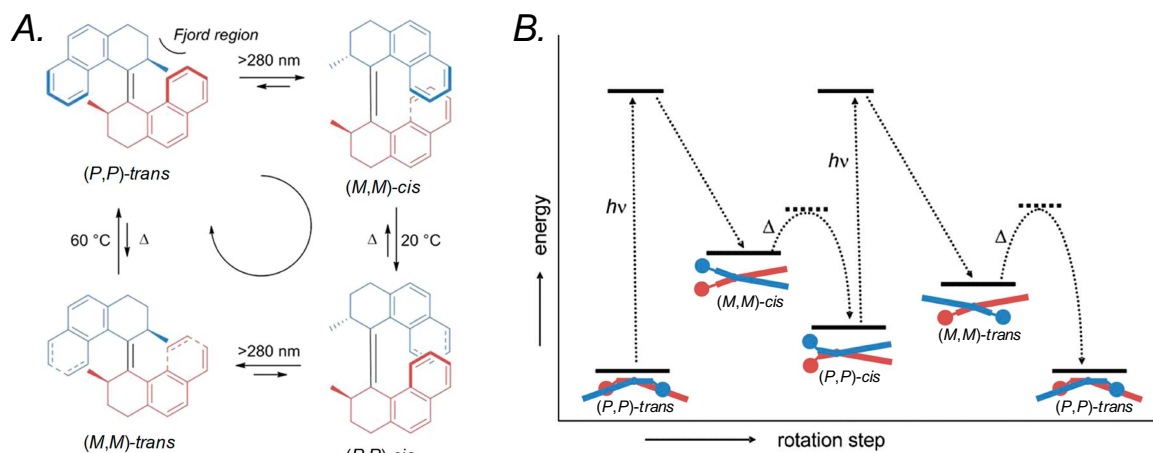 A.
Fjord region
>280 nm
(P,P)-trans
(M,M)-cis
60 °C
Δ
Δ
20 °C
>280 nm
(M,M)-trans
B.
energy
hν
Δ
(M,M)-cis
hν
(P,P)-cis
Δ
(M,M)-trans
(P,P)-trans
(P,P)-trans
rotation step